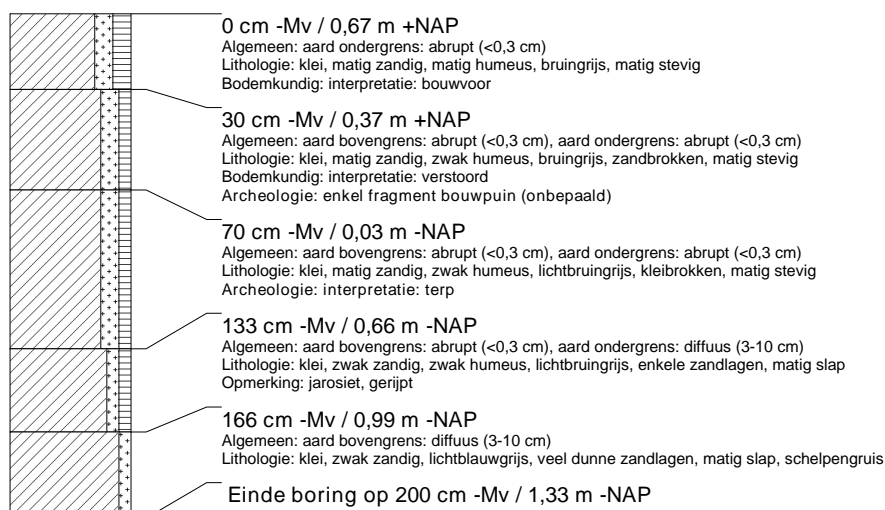 0 cm -Mv / 0,67 m +NAP
Algemeen: aard ondergrens: abrupt (<0,3 cm)
Lithologie: klei, matig zandig, matig humeus, bruingrijs, matig stevig
Bodemkundig: interpretatie: bouwvoor
30 cm -Mv / 0,37 m +NAP
Algemeen: aard bovengrens: abrupt (<0,3 cm), aard ondergrens: abrupt (<0,3 cm)
Lithologie: klei, matig zandig, zwak humeus, bruingrijs, zandbrokken, matig stevig
Bodemkundig: interpretatie: verstoord
Archeologie: enkel fragment bouwpuin (onbepaald)
70 cm -Mv / 0,03 m -NAP
Algemeen: aard bovengrens: abrupt (<0,3 cm), aard ondergrens: abrupt (<0,3 cm)
Lithologie: klei, matig zandig, zwak humeus, lichtbruingrijs, kleibrokken, matig stevig
Archeologie: interpretatie: terp
133 cm -Mv / 0,66 m -NAP
Algemeen: aard bovengrens: abrupt (<0,3 cm), aard ondergrens: diffuus (3-10 cm)
Lithologie: klei, zwak zandig, zwak humeus, lichtbruingrijs, enkele zandlagen, matig slap
Opmerking: jarosiet, gerijpt
166 cm -Mv / 0,99 m -NAP
Algemeen: aard bovengrens: diffuus (3-10 cm)
Lithologie: klei, zwak zandig, lichtblauwgrijs, veel dunne zandlagen, matig slap, schelpengruis
Einde boring op 200 cm -Mv / 1,33 m -NAP